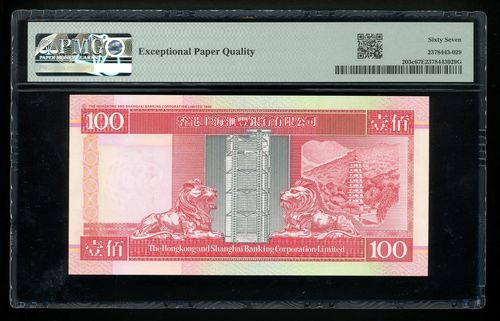 PMG
PAPER MONEY GUARANTY
Exceptional Paper Quality
Sixty Seven
2378443-029
203c67E2378443029G
© THE HONGKONG AND SHANGHAI BANKING CORPORATION LIMITED
100
香港上海滙豐銀行有限公司
壹佰
壹佰
The Hongkong and Shanghai Banking Corporation Limited
100